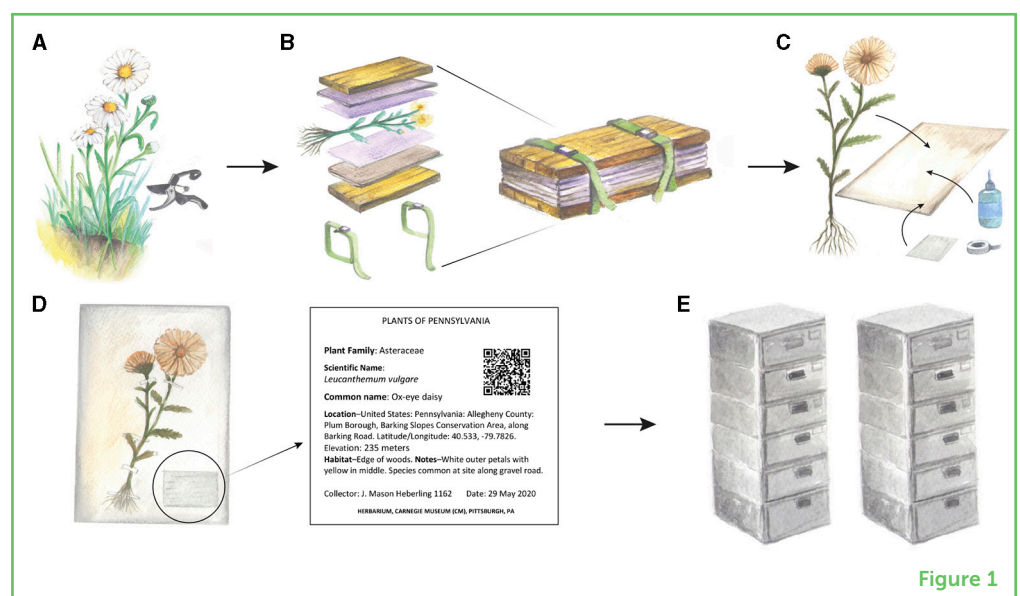 A
B
C
D
PLANTS OF PENNSYLVANIA
Plant Family: Asteraceae
Scientific Name:
Leucanthemum vulgare
Common name: Ox-eye daisy
Location–United States: Pennsylvania: Allegheny County:
Plum Borough, Barking Slopes Conservation Area, along
Barking Road. Latitude/Longitude: 40.533, -79.7826.
Elevation: 235 meters
Habitat–Edge of woods. Notes–White outer petals with
yellow in middle. Species common at site along gravel road.
Collector: J. Mason Heberling 1162 Date: 29 May 2020
HERBARIUM, CARNEGIE MUSEUM (CM), PITTSBURGH, PA
E
Figure 1